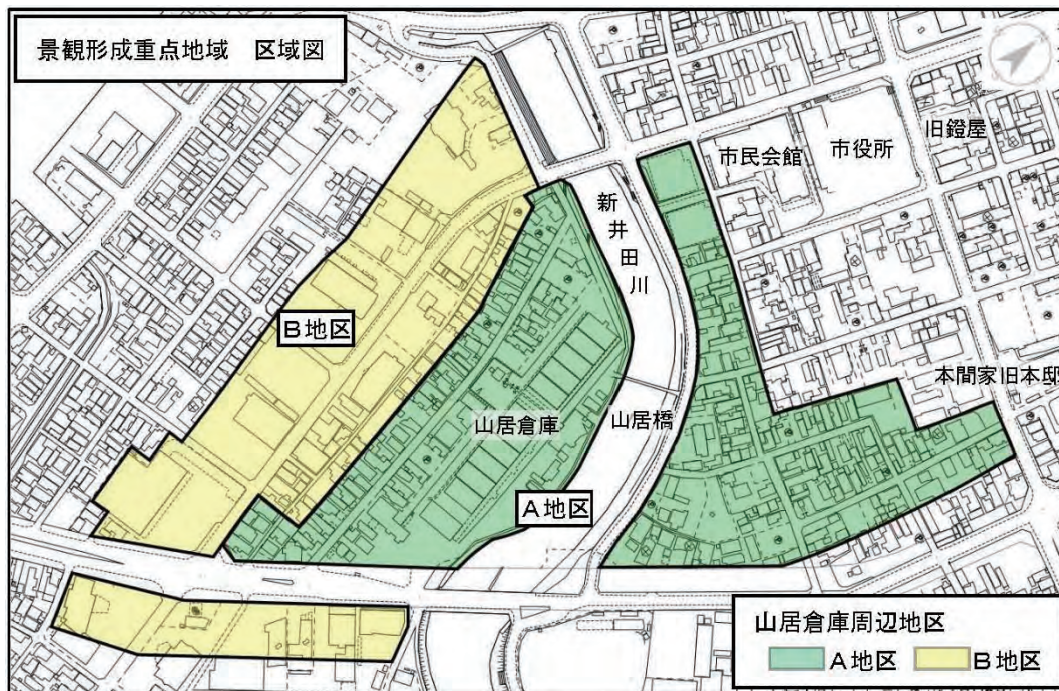 景観形成重点地域　区域図
旧鐙屋
市民会館
市役所
新井田川
B地区
本間家旧本邸
山居倉庫
山居橋
A地区
山居倉庫周辺地区
A地区
B地区